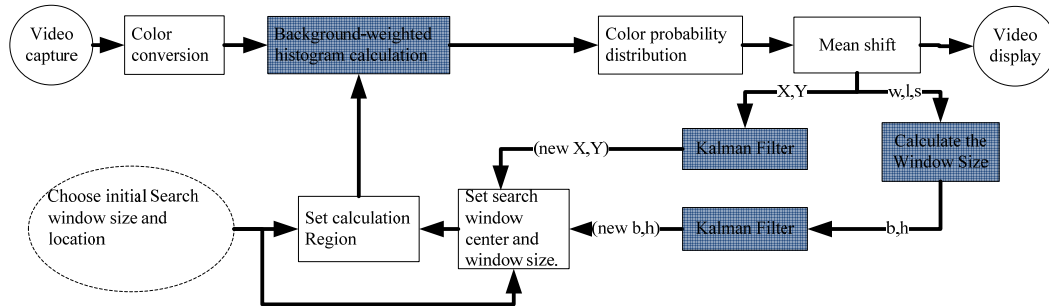 Video
capture
Color
conversion
Background-weighted
histogram calculation
Color probability
distribution
Mean shift
Video
display
X,Y
w,l,s
Kalman Filter
Calculate the
Window Size
(new X,Y)
Choose initial Search
window size and
location
Set calculation
Region
Set search
window
center and
window size.
(new b,h)
Kalman Filter
b,h